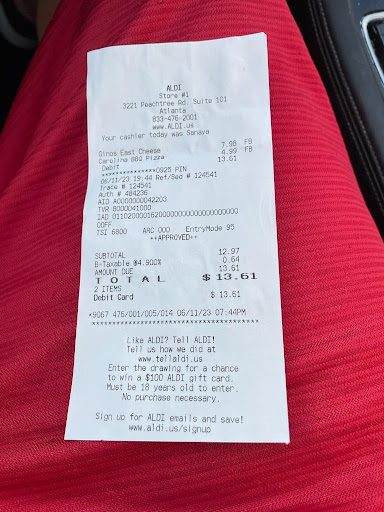 ALDI
Store #1
3221 Peachtree Rd. Suite 101
Atlanta
833-476-2001
www.ALDI.us
Your cashier today was Sanaya
Ginos East Cheese 7.98 FB
Carolina BBQ Pizza 4.99 FB
Debit 13.61
***************0925 PIN
06/11/23 19:44 Ref/Seq # 124541
Trace # 124541
Auth # 484236
AID A0000000042203
TVR 8000041000
IAD
00FF
TSI 6800 ARC 000 EntryMode 95
**APPROVED**
SUBTOTAL 12.97
B-Taxable @4.900% 0.64
AMOUNT DUE 13.61
TOTAL $ 13.61
2 ITEMS
Debit Card $ 13.61
*9067 476/001/005/014 06/11/23 07:44PM
Like ALDI? Tell ALDI!
Tell us how we did at
www.tellaldi.us
Enter the drawing for a chance
to win a $100 ALDI gift card.
Must be 18 years old to enter.
No purchase necessary.
Sign up for ALDI emails and save!
www.aldi.us/signup